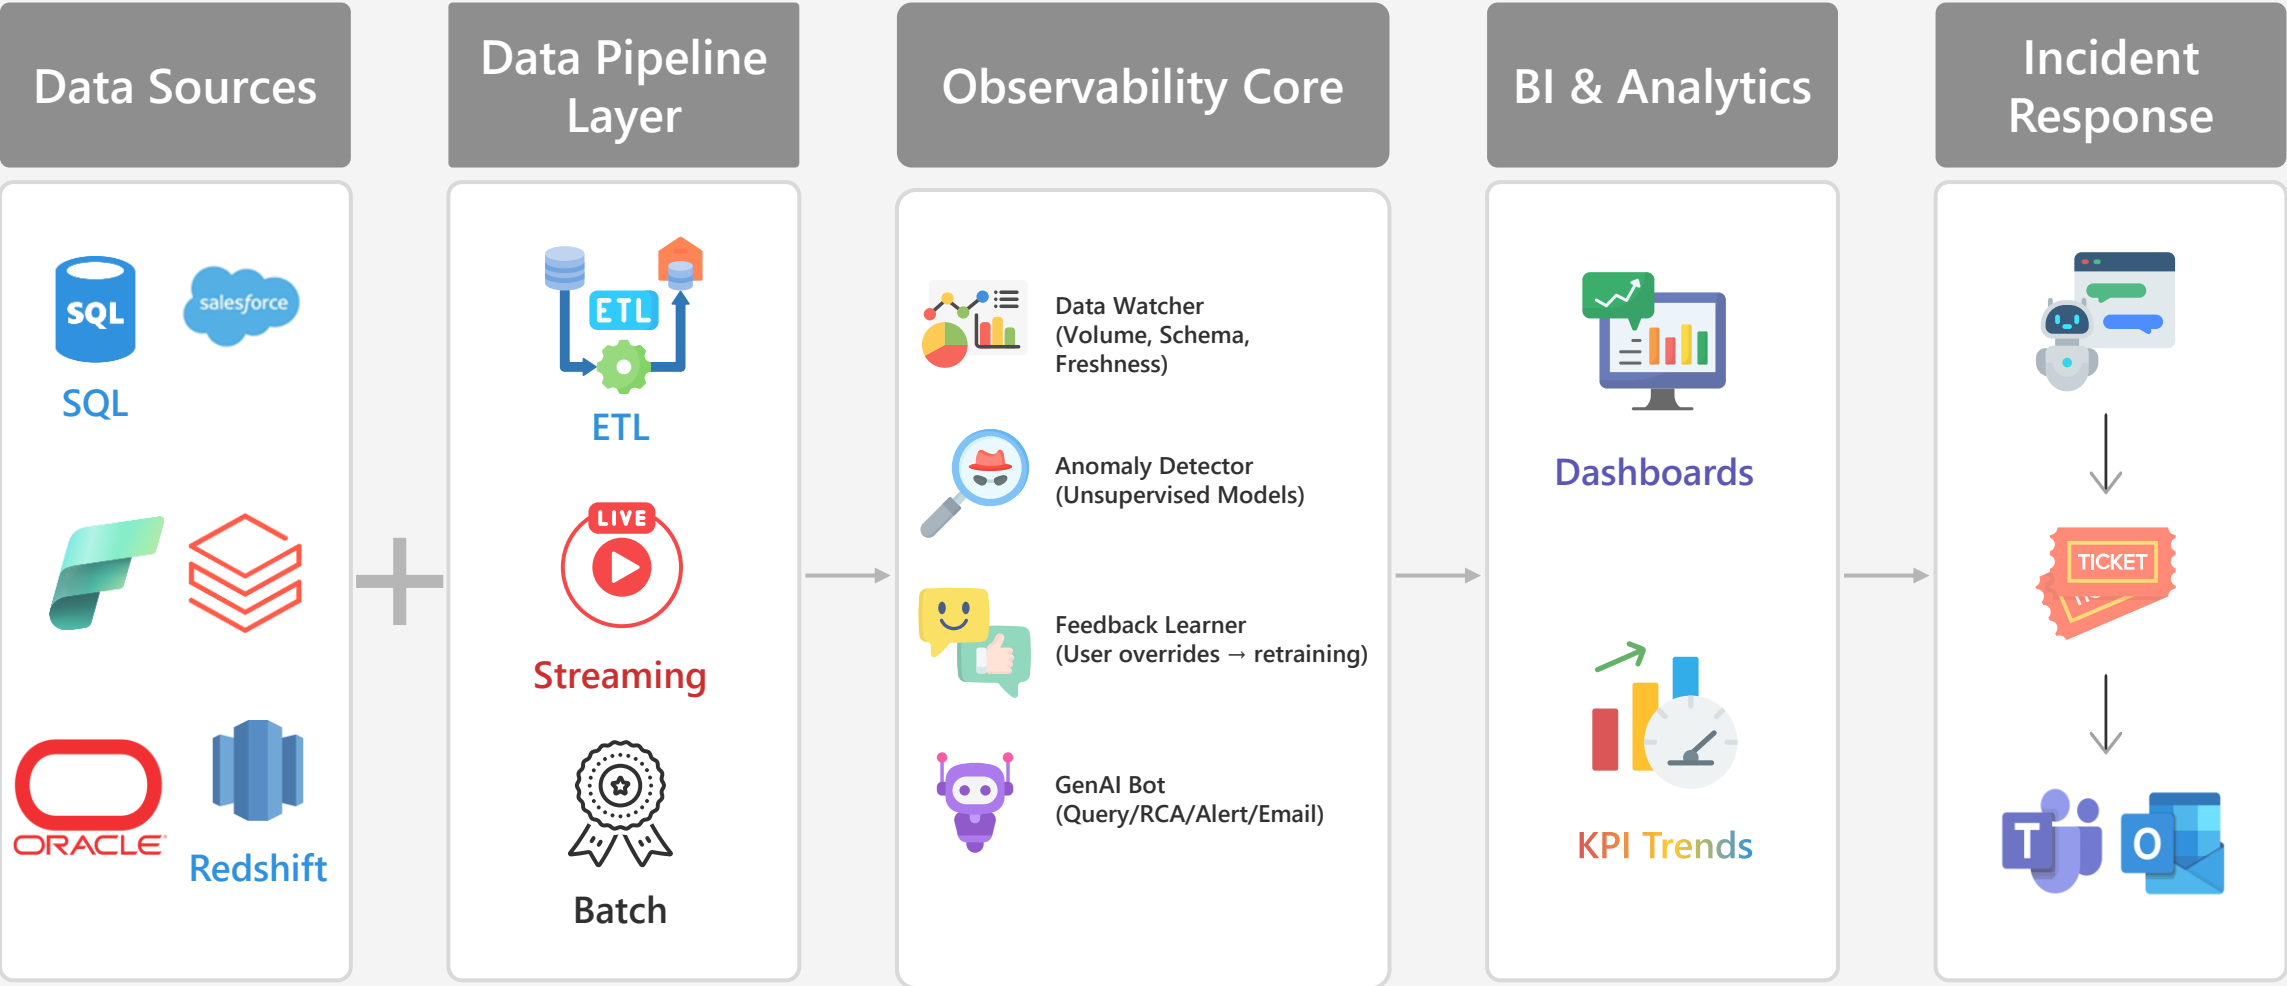 Data Sources
Data Pipeline
Layer
Observability Core
BI & Analytics
Incident
Response
SQL
salesforce
SQL
ORACLE
Redshift
ETL
ETL
LIVE
Streaming
Batch
Data Watcher
(Volume, Schema,
Freshness)
Anomaly Detector
(Unsupervised Models)
Feedback Learner
(User overrides → retraining)
GenAI Bot
(Query/RCA/Alert/Email)
Dashboards
KPI Trends
TICKET
T
O